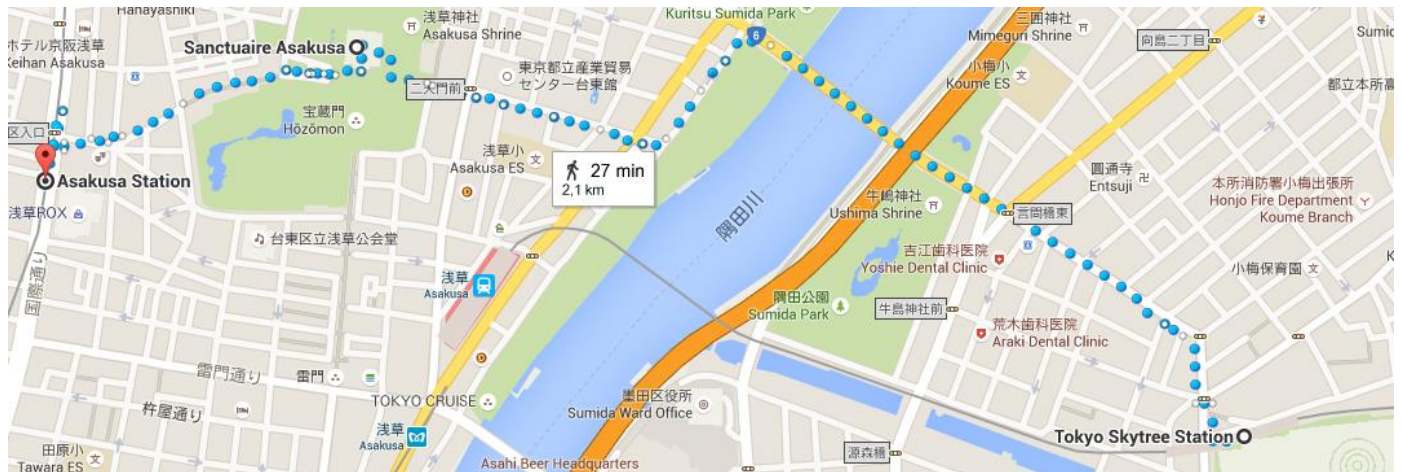 Hanayashiki
浅草神社
Asakusa Shrine
Kuritsu Sumida Park
6
三囲神社
Mimeguri Shrine
向島二丁目
ホテル京阪浅草
Keihan Asakusa
Sanctuaire Asakusa
東京都立産業貿易
センター台東館
小梅小
Koume ES
都立本所高
二天門前
宝蔵門
Hōzōmon
区入口
浅草小
Asakusa ES
27 min
2,1 km
Asakusa Station
圓通寺
Entsuji
本所消防署小梅出張所
Honjo Fire Department
Koume Branch
牛嶋神社
Ushima Shrine
言問橋東
浅草ROX
台東区立浅草公会堂
隅田川
吉江歯科医院
Yoshie Dental Clinic
小梅保育園
国際通り
浅草
Asakusa
隅田公園
Sumida Park
牛島神社前
荒木歯科医院
Araki Dental Clinic
雷門通り
雷門
杵屋通り
TOKYO CRUISE
墨田区役所
Sumida Ward Office
浅草
Asakusa
Tokyo Skytree Station
田原小
Tawara ES
Asahi Beer Headquarters
源森橋